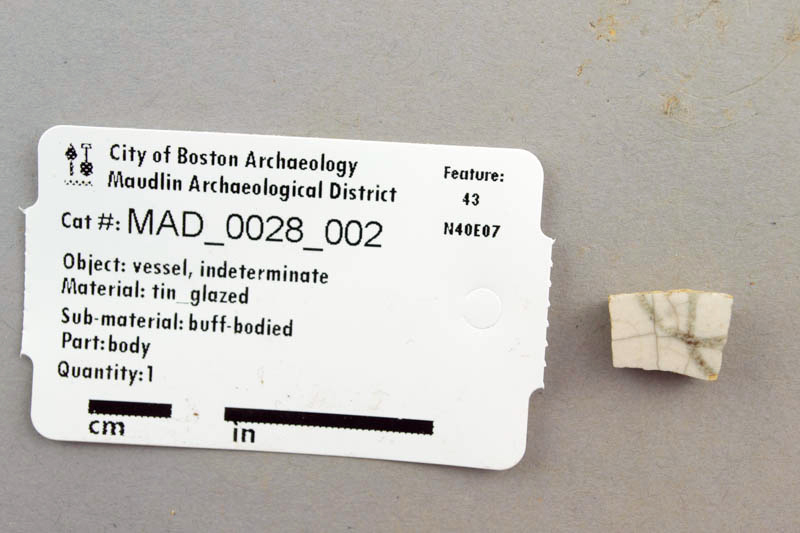 City of Boston Archaeology
Maudlin Archaeological District
Feature:
43
N40E07
Cat #: MAD_0028_002
Object: vessel, indeterminate
Material: tin_glazed
Sub-material: buff-bodied
Part: body
Quantity: 1
cm
in